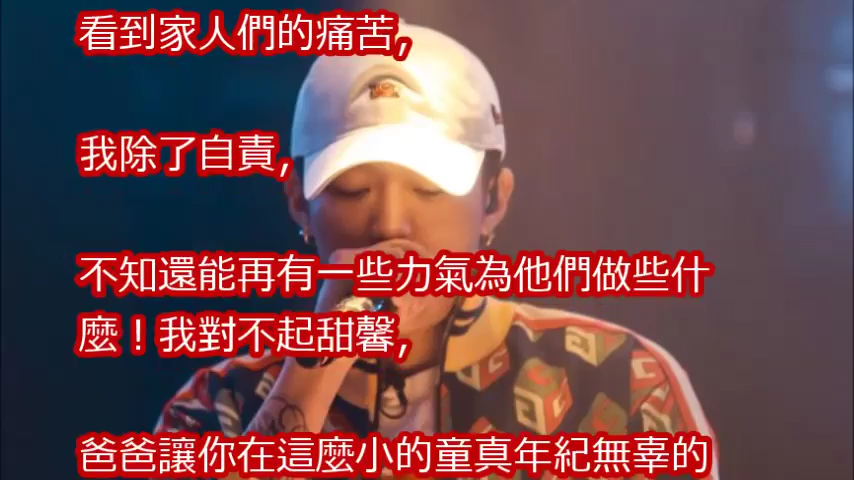 看到家人們的痛苦,
我除了自責,
不知還能再有一些力氣為他們做些什
麼！我對不起甜馨,
爸爸讓你在這麼小的童真年紀無辜的